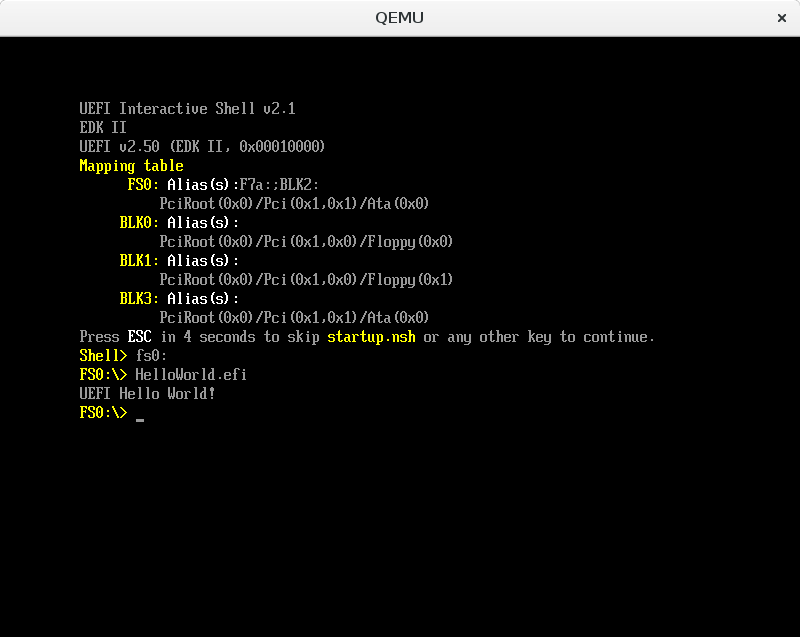 QEMU
UEFI Interactive Shell v2.1
EDK II
UEFI v2.50 (EDK II, 0x00010000)
Mapping table
FS0: Alias(s):F7a:;BLK2:
PciRoot(0x0)/Pci(0x1,0x1)/Ata(0x0)
BLK0: Alias(s):
PciRoot(0x0)/Pci(0x1,0x0)/Floppy(0x0)
BLK1: Alias(s):
PciRoot(0x0)/Pci(0x1,0x0)/Floppy(0x1)
BLK3: Alias(s):
PciRoot(0x0)/Pci(0x1,0x1)/Ata(0x0)
Press ESC in 4 seconds to skip startup.nsh or any other key to continue.
Shell> fs0:
FS0:\> HelloWorld.efi
UEFI Hello World!
FS0:\> _